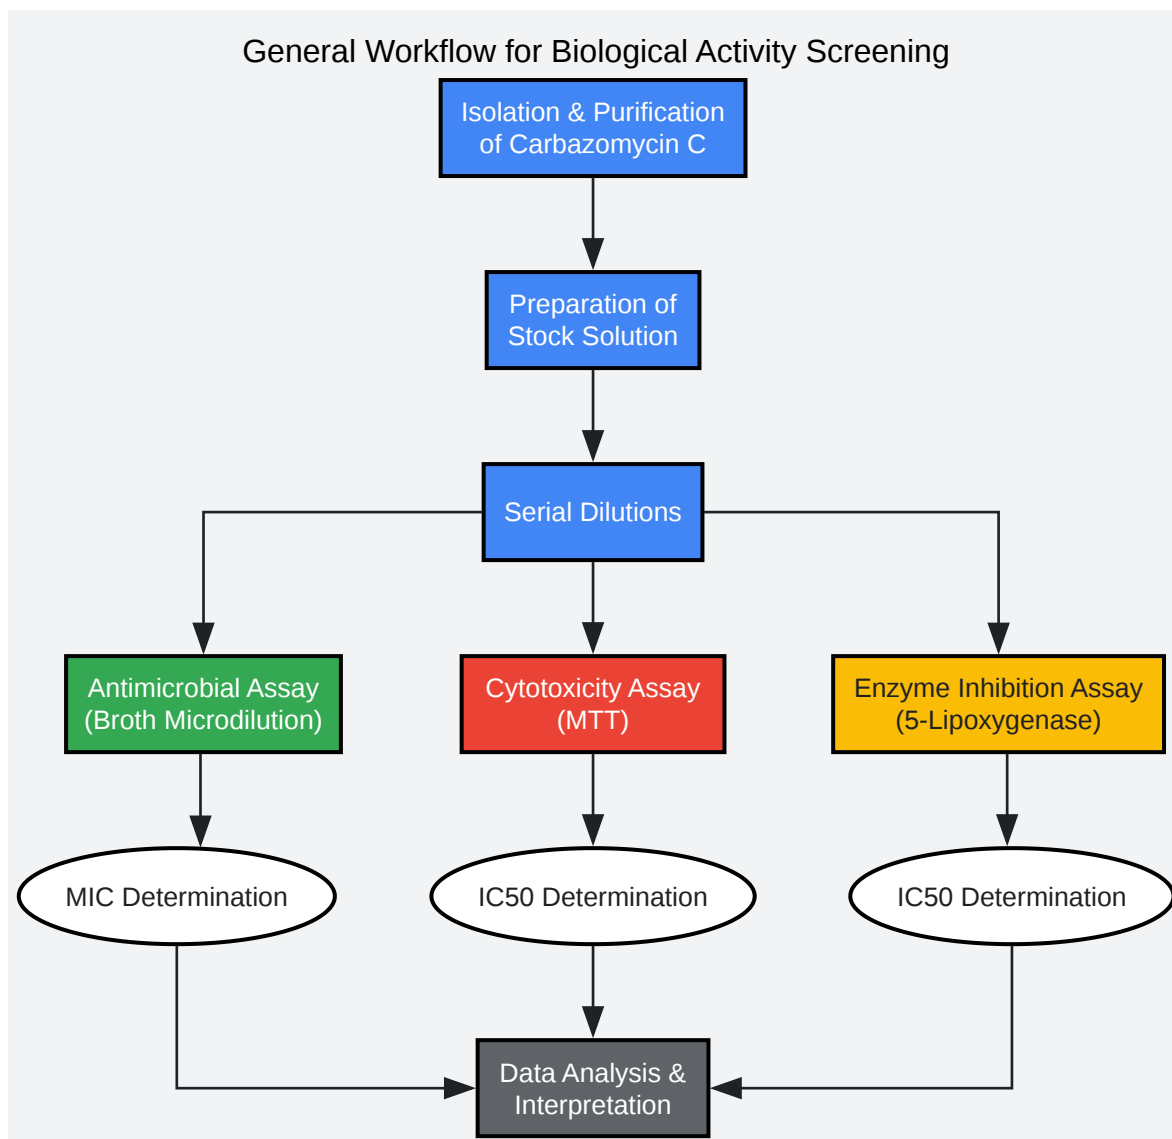 General Workflow for Biological Activity Screening
Isolation & Purification
of Carbazomycin C
Preparation of
Stock Solution
Serial Dilutions
Antimicrobial Assay
(Broth Microdilution)
Cytotoxicity Assay
(MTT)
Enzyme Inhibition Assay
(5-Lipoxygenase)
MIC Determination
IC50 Determination
IC50 Determination
Data Analysis &
Interpretation